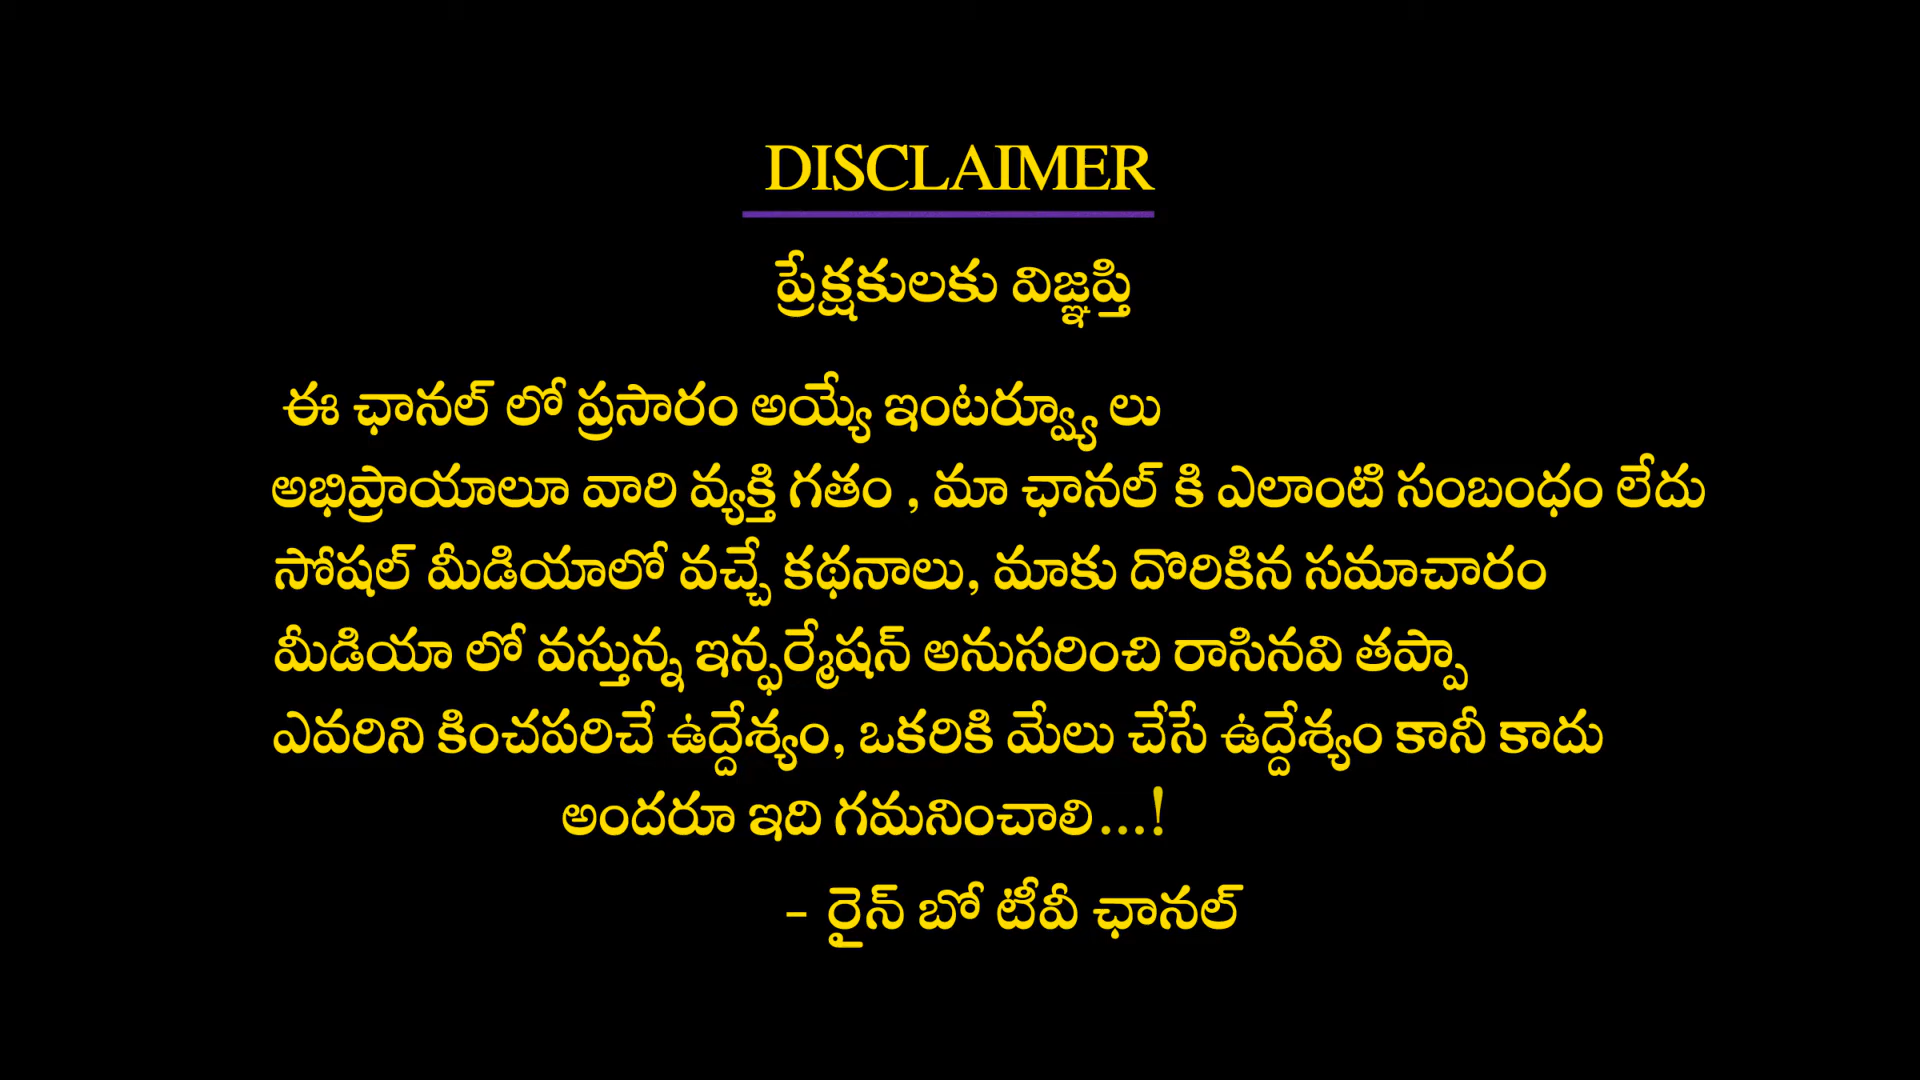 DISCLAIMER
ప్రేక్షకులకు విజ్ఞప్తి
ఈ ఛానల్ లో ప్రసారం అయ్యే ఇంటర్వ్యూ లు
అభిప్రాయాలూ వారి వ్యక్తి గతం , మా ఛానల్ కి ఎలాంటి సంబంధం లేదు
సోషల్ మీడియాలో వచ్చే కథనాలు, మాకు దొరికిన సమాచారం
మీడియా లో వస్తున్న ఇన్ఫర్మేషన్ అనుసరించి రాసినవి తప్పా
ఎవరిని కించపరిచే ఉద్దేశ్యం, ఒకరికి మేలు చేసే ఉద్దేశ్యం కానీ కాదు
అందరూ ఇది గమనించాలి...!
- రైన్ బో టీవీ ఛానల్